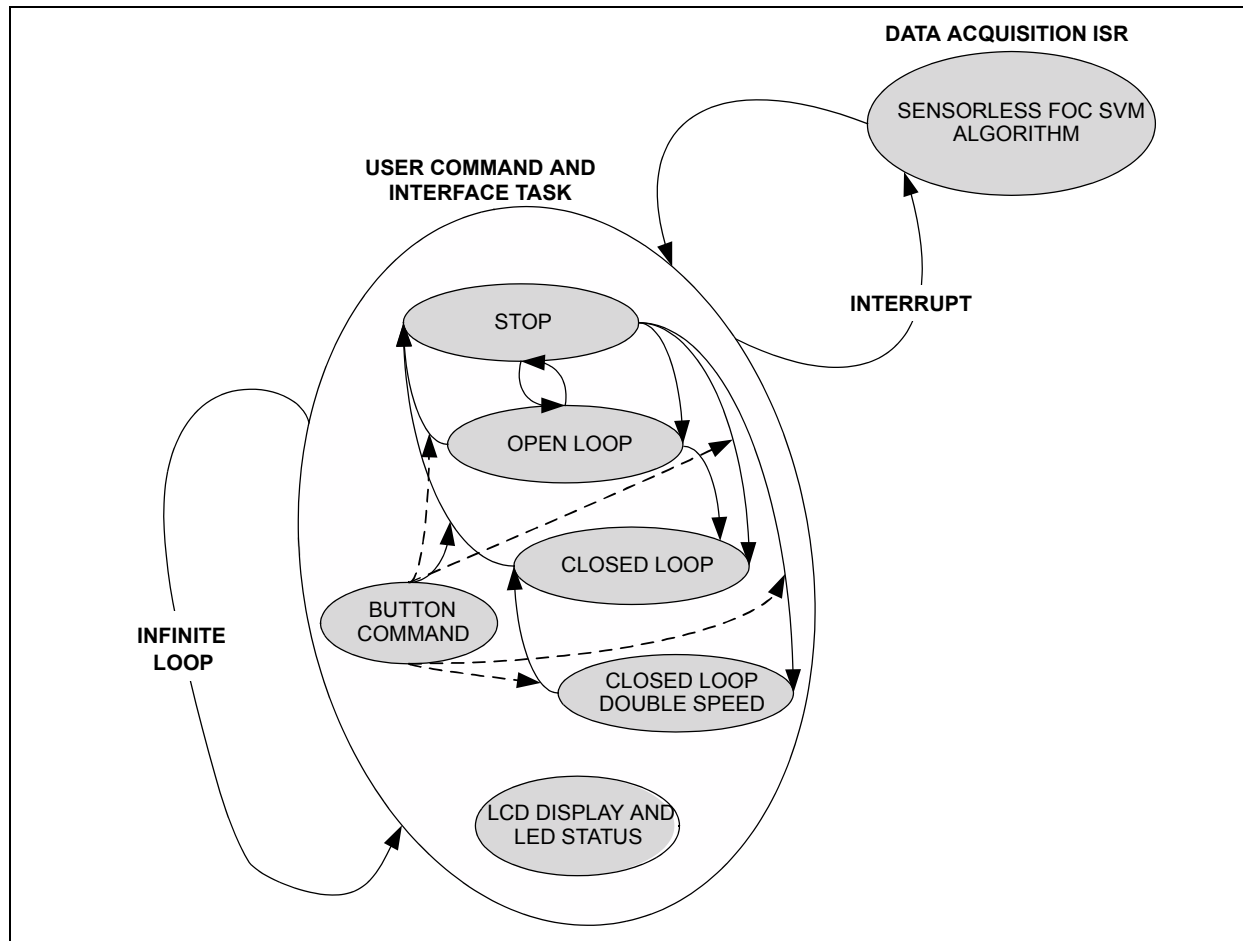 DATA ACQUISITION ISR
SENSORLESS FOC SVM
ALGORITHM
USER COMMAND AND
INTERFACE TASK
INTERRUPT
STOP
OPEN LOOP
CLOSED LOOP
BUTTON
COMMAND
INFINITE
LOOP
CLOSED LOOP
DOUBLE SPEED
LCD DISPLAY AND
LED STATUS